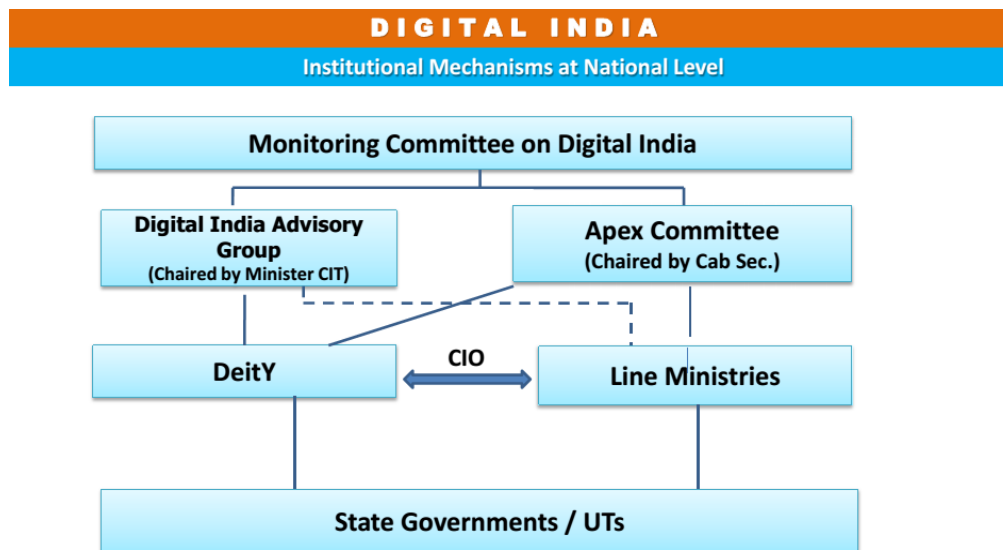 DIGITAL INDIA
Institutional Mechanisms at National Level
Monitoring Committee on Digital India
Digital India Advisory
Group
(Chaired by Minister CIT)
Apex Committee
(Chaired by Cab Sec.)
DeitY
CIO
Line Ministries
State Governments / UTs